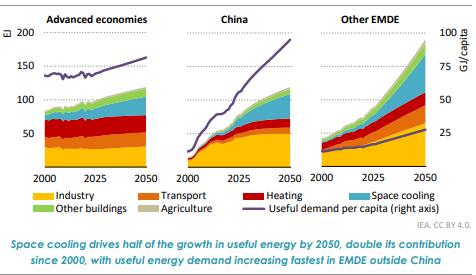 Advanced economies China Other EMDE
EJ 200 150 100 50
100 75 50 25 GJ/capita
2000 2025 2050 2000 2025 2050 2000 2025 2050
Industry Transport Heating Space cooling
Other buildings Agriculture Useful demand per capita (right axis)
IEA. CC BY 4.0.
Space cooling drives half of the growth in useful energy by 2050, double its contribution
since 2000, with useful energy demand increasing fastest in EMDE outside China